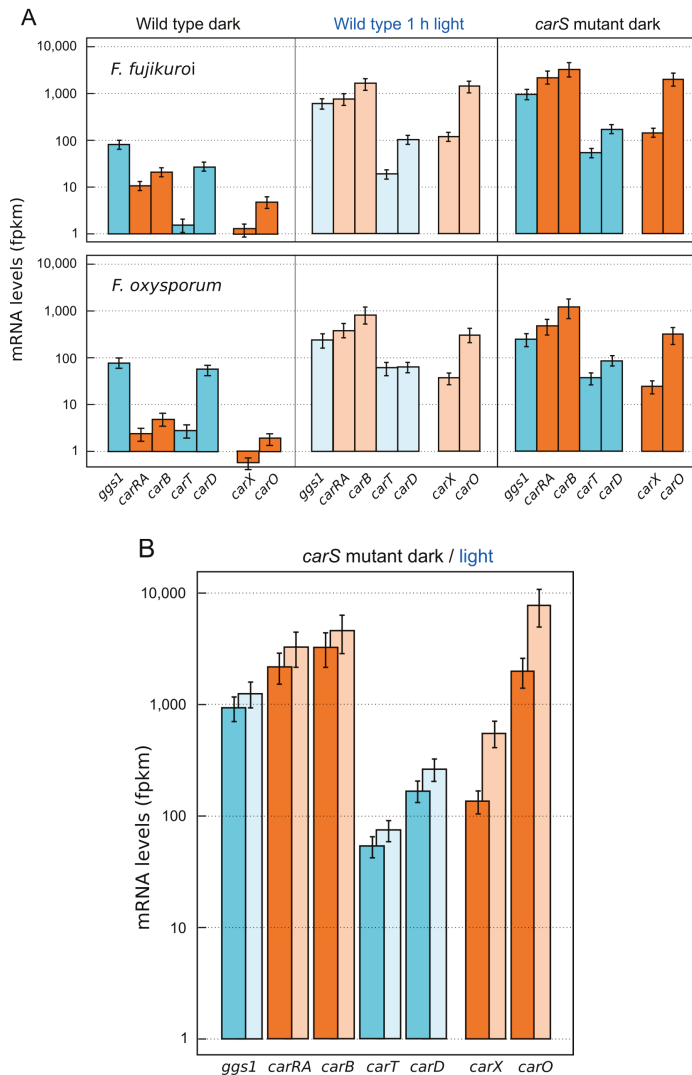 A
Wild type dark
Wild type 1 h light
carS mutant dark
mRNA levels (fpkm)
10,000
1,000
100
10
1
F. fujikuroi
1,000
100
10
1
F. oxysporum
ggs1 carRA carB carT carD carX carO
ggs1 carRA carB carT carD carX carO
ggs1 carRA carB carT carD carX carO
B
carS mutant dark / light
mRNA levels (fpkm)
10,000
1,000
100
10
1
ggs1 carRA carB carT carD carX carO